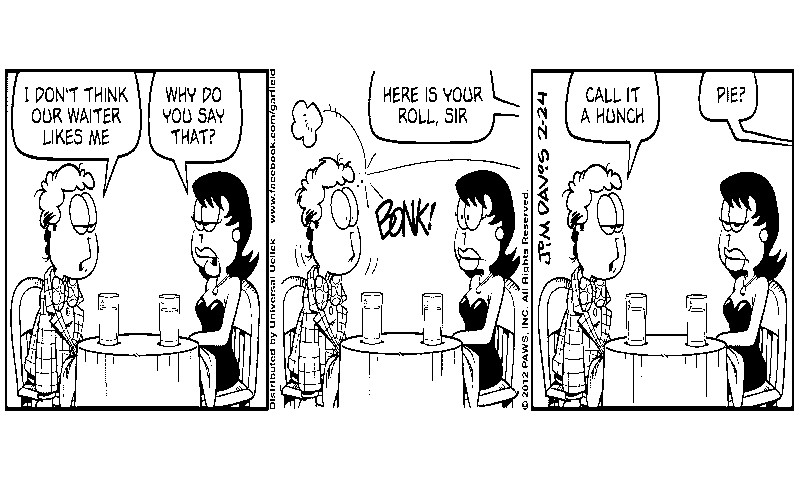 I DON'T THINK
OUR WAITER
LIKES ME
WHY DO
YOU SAY
THAT?
www.facebook.com/garfield
Distributed by Universal Uclick
HERE IS YOUR
ROLL, SIR
BONK!
© 2012 PAWS, INC. All Rights Reserved.
JIM DAVIS 2-24
CALL IT
A HUNCH
PIE?